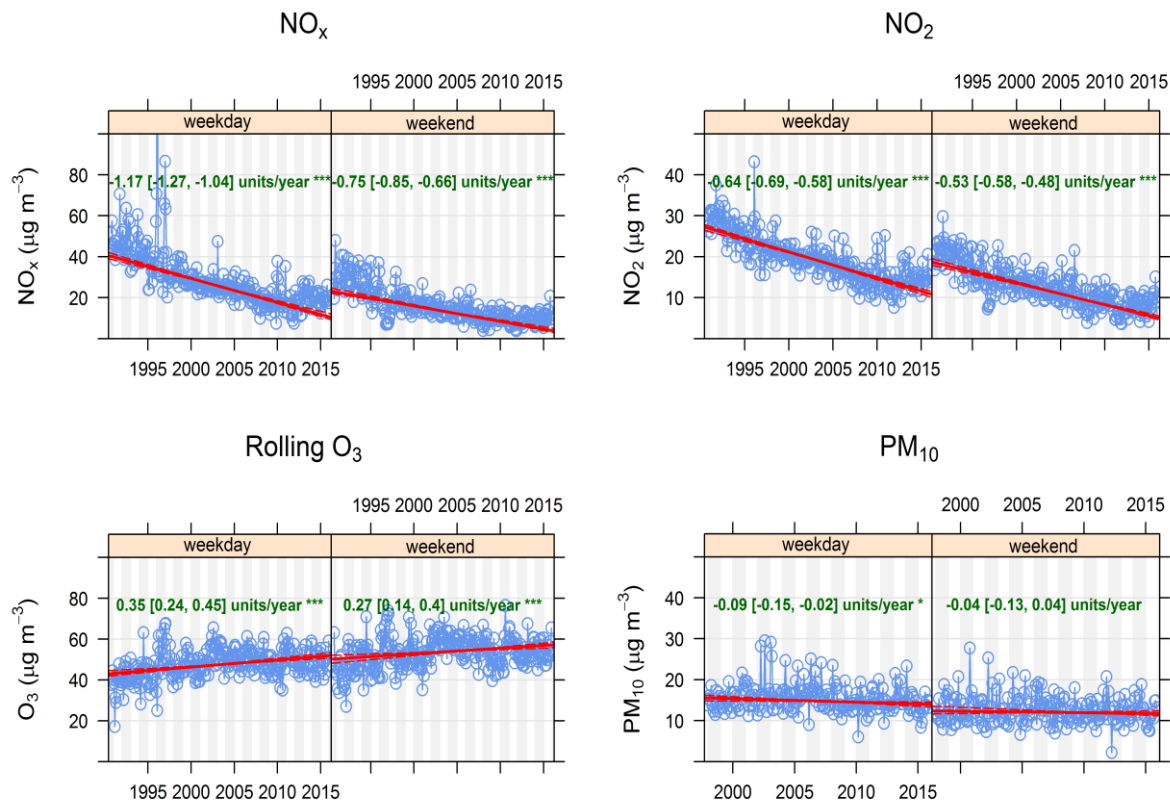 NOx
1995 2000 2005 2010 2015
weekday weekend
-1.17 [-1.27, -1.04] units/year *** -0.75 [-0.85, -0.66] units/year ***
NOx (µg m−3)
80
60
40
20
1995 2000 2005 2010 2015
NO2
1995 2000 2005 2010 2015
weekday weekend
-0.64 [-0.69, -0.58] units/year *** -0.53 [-0.58, -0.48] units/year ***
NO2 (µg m−3)
40
30
20
10
1995 2000 2005 2010 2015
Rolling O3
1995 2000 2005 2010 2015
weekday weekend
0.35 [0.24, 0.45] units/year *** 0.27 [0.14, 0.4] units/year ***
O3 (µg m−3)
80
60
40
20
1995 2000 2005 2010 2015
PM10
2000 2005 2010 2015
weekday weekend
-0.09 [-0.15, -0.02] units/year * -0.04 [-0.13, 0.04] units/year
PM10 (µg m−3)
40
30
20
10
2000 2005 2010 2015